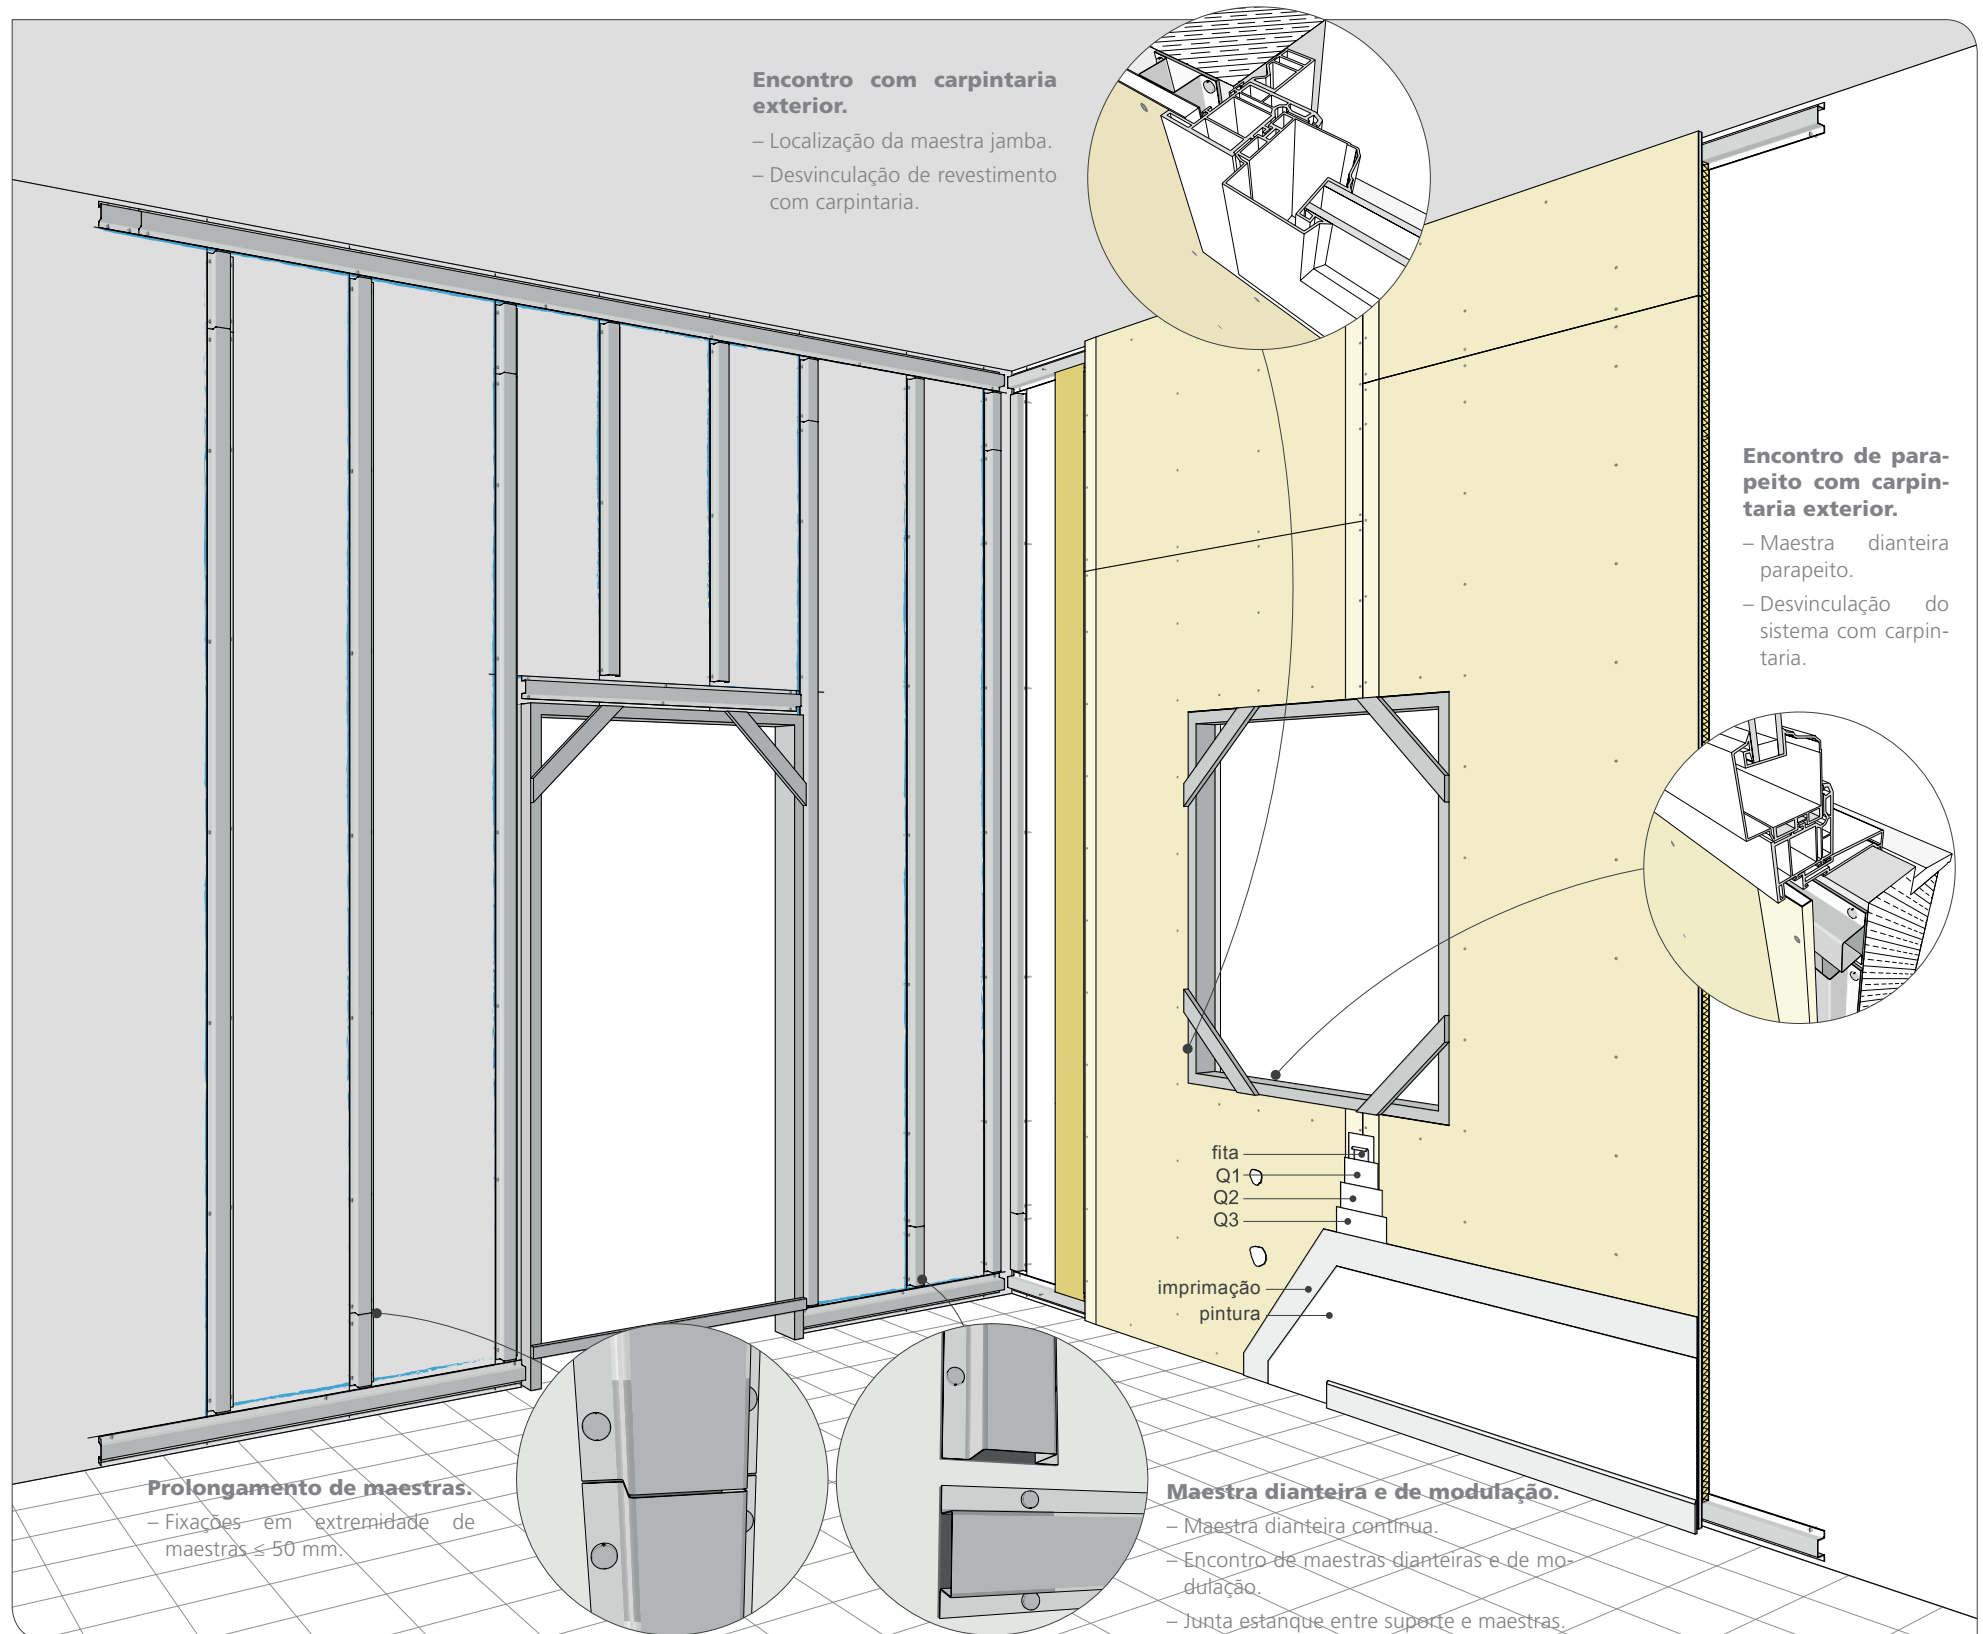 Encontro com carpintaria
exterior.
– Localização da maestra jamba.
– Desvinculação de revestimento
com carpintaria.
Encontro de para-
peito com carpin-
taria exterior.
– Maestra dianteira
parapeito.
– Desvinculação do
sistema com carpin-
taria.
fita
Q1
Q2
Q3
imprimação
pintura
Prolongamento de maestras.
– Fixações em extremidade de
maestras ≤ 50 mm.
Maestra dianteira e de modulação.
– Maestra dianteira contínua.
– Encontro de maestras dianteiras e de mo-
dulação.
– Junta estanque entre suporte e maestras.